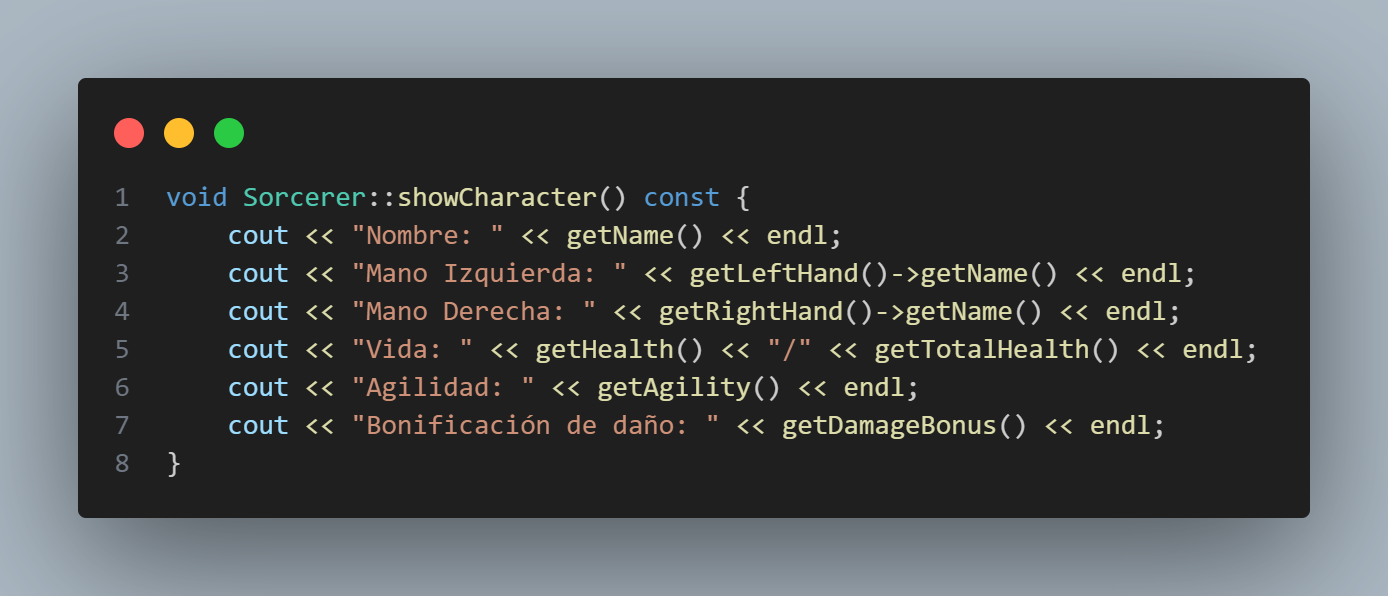 1 void Sorcerer::showCharacter() const {
2     cout << "Nombre: " << getName() << endl;
3     cout << "Mano Izquierda: " << getLeftHand()->getName() << endl;
4     cout << "Mano Derecha: " << getRightHand()->getName() << endl;
5     cout << "Vida: " << getHealth() << "/" << getTotalHealth() << endl;
6     cout << "Agilidad: " << getAgility() << endl;
7     cout << "Bonificación de daño: " << getDamageBonus() << endl;
8 }